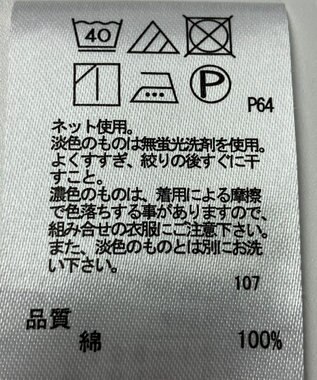 40
P
P64
ネット使用。
淡色のものは無蛍光洗剤を使用。
よくすすぎ、絞りの後すぐに干
すこと。
濃色のものは、着用による摩擦
で色落ちする事がありますので、
組み合せの衣服にご注意下さい。
また、淡色のものとは別にお洗
い下さい。
107
品質
綿 100%